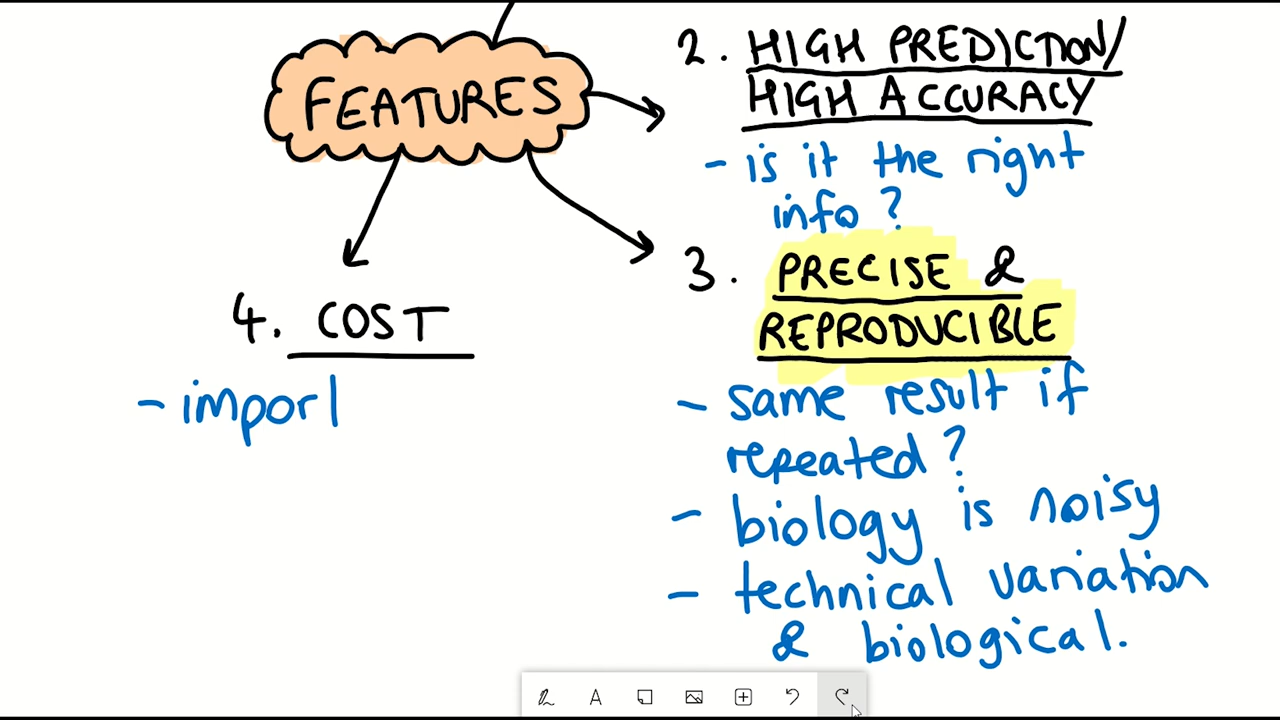 FEATURES
2. HIGH PREDICTION/
HIGH ACCURACY
- is it the right
info?
3. PRECISE &
REPRODUCIBLE
- same result if
repeated?
- biology is noisy
- technical variation
& biological.
4. COST
- imporl
A